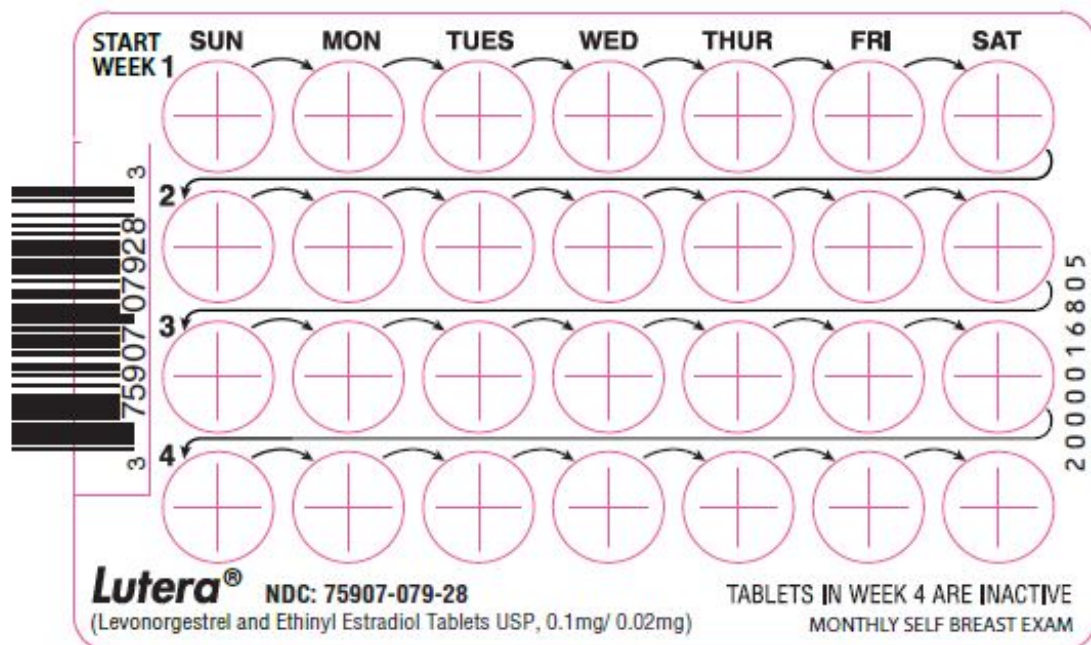 START WEEK 1 SUN MON TUES WED THUR FRI SAT
2
3
4
3 75907 07928 3
2000016805
Lutera® NDC: 75907-079-28
(Levonorgestrel and Ethinyl Estradiol Tablets USP, 0.1mg/ 0.02mg)
TABLETS IN WEEK 4 ARE INACTIVE
MONTHLY SELF BREAST EXAM